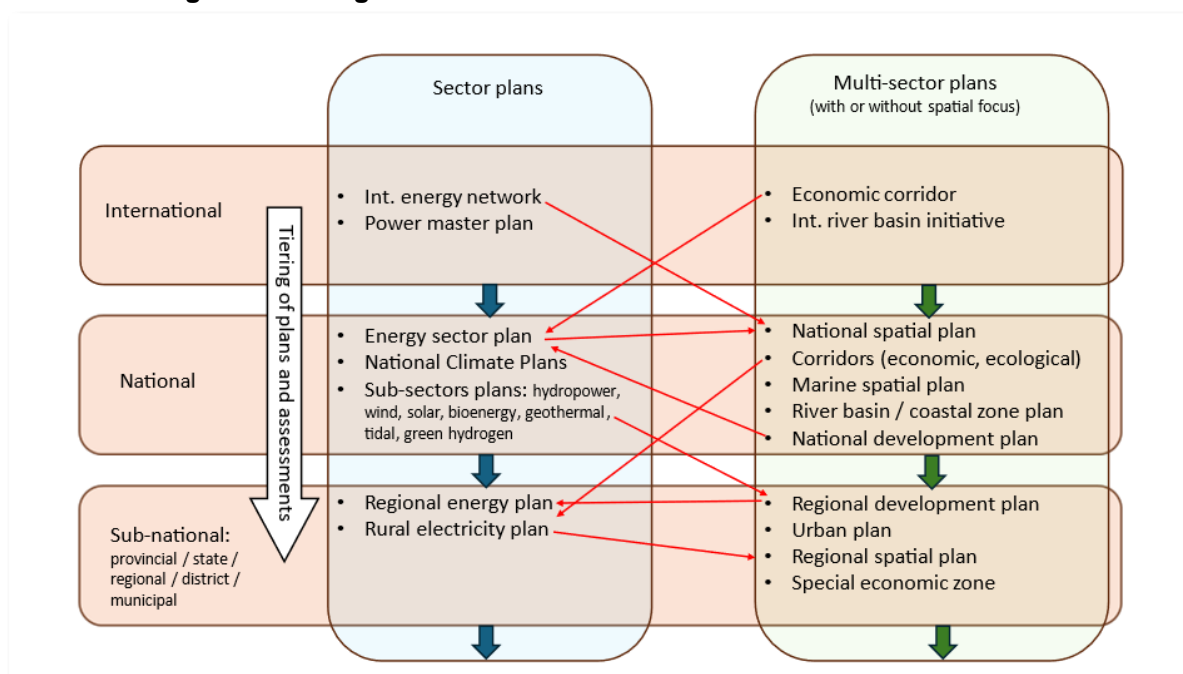 Sector plans
Multi-sector plans
(with or without spatial focus)
International
• Int. energy network
• Power master plan
• Economic corridor
• Int. river basin initiative
Tiering of plans and assessments
National
• Energy sector plan
• National Climate Plans
• Sub-sectors plans: hydropower,
wind, solar, bioenergy, geothermal,
tidal, green hydrogen
• National spatial plan
• Corridors (economic, ecological)
• Marine spatial plan
• River basin / coastal zone plan
• National development plan
Sub-national:
provincial / state /
regional / district /
municipal
• Regional energy plan
• Rural electricity plan
• Regional development plan
• Urban plan
• Regional spatial plan
• Special economic zone